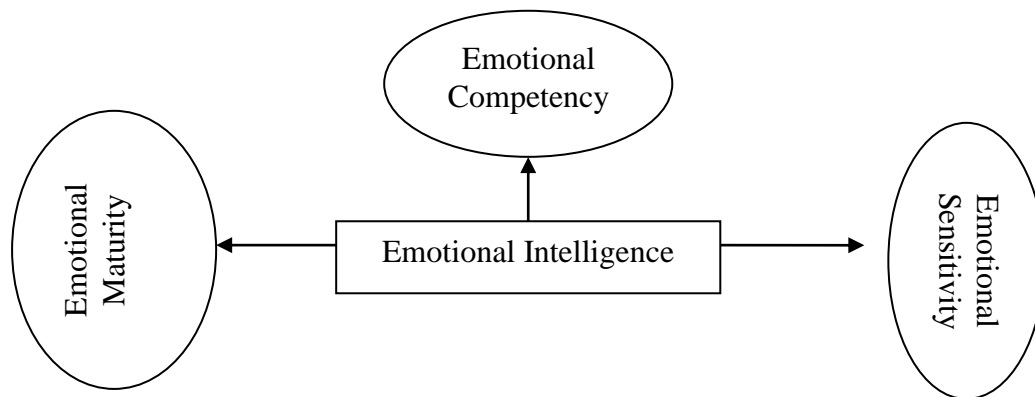 Emotional
Competency
Emotional
Maturity
Emotional Intelligence
Emotional
Sensitivity